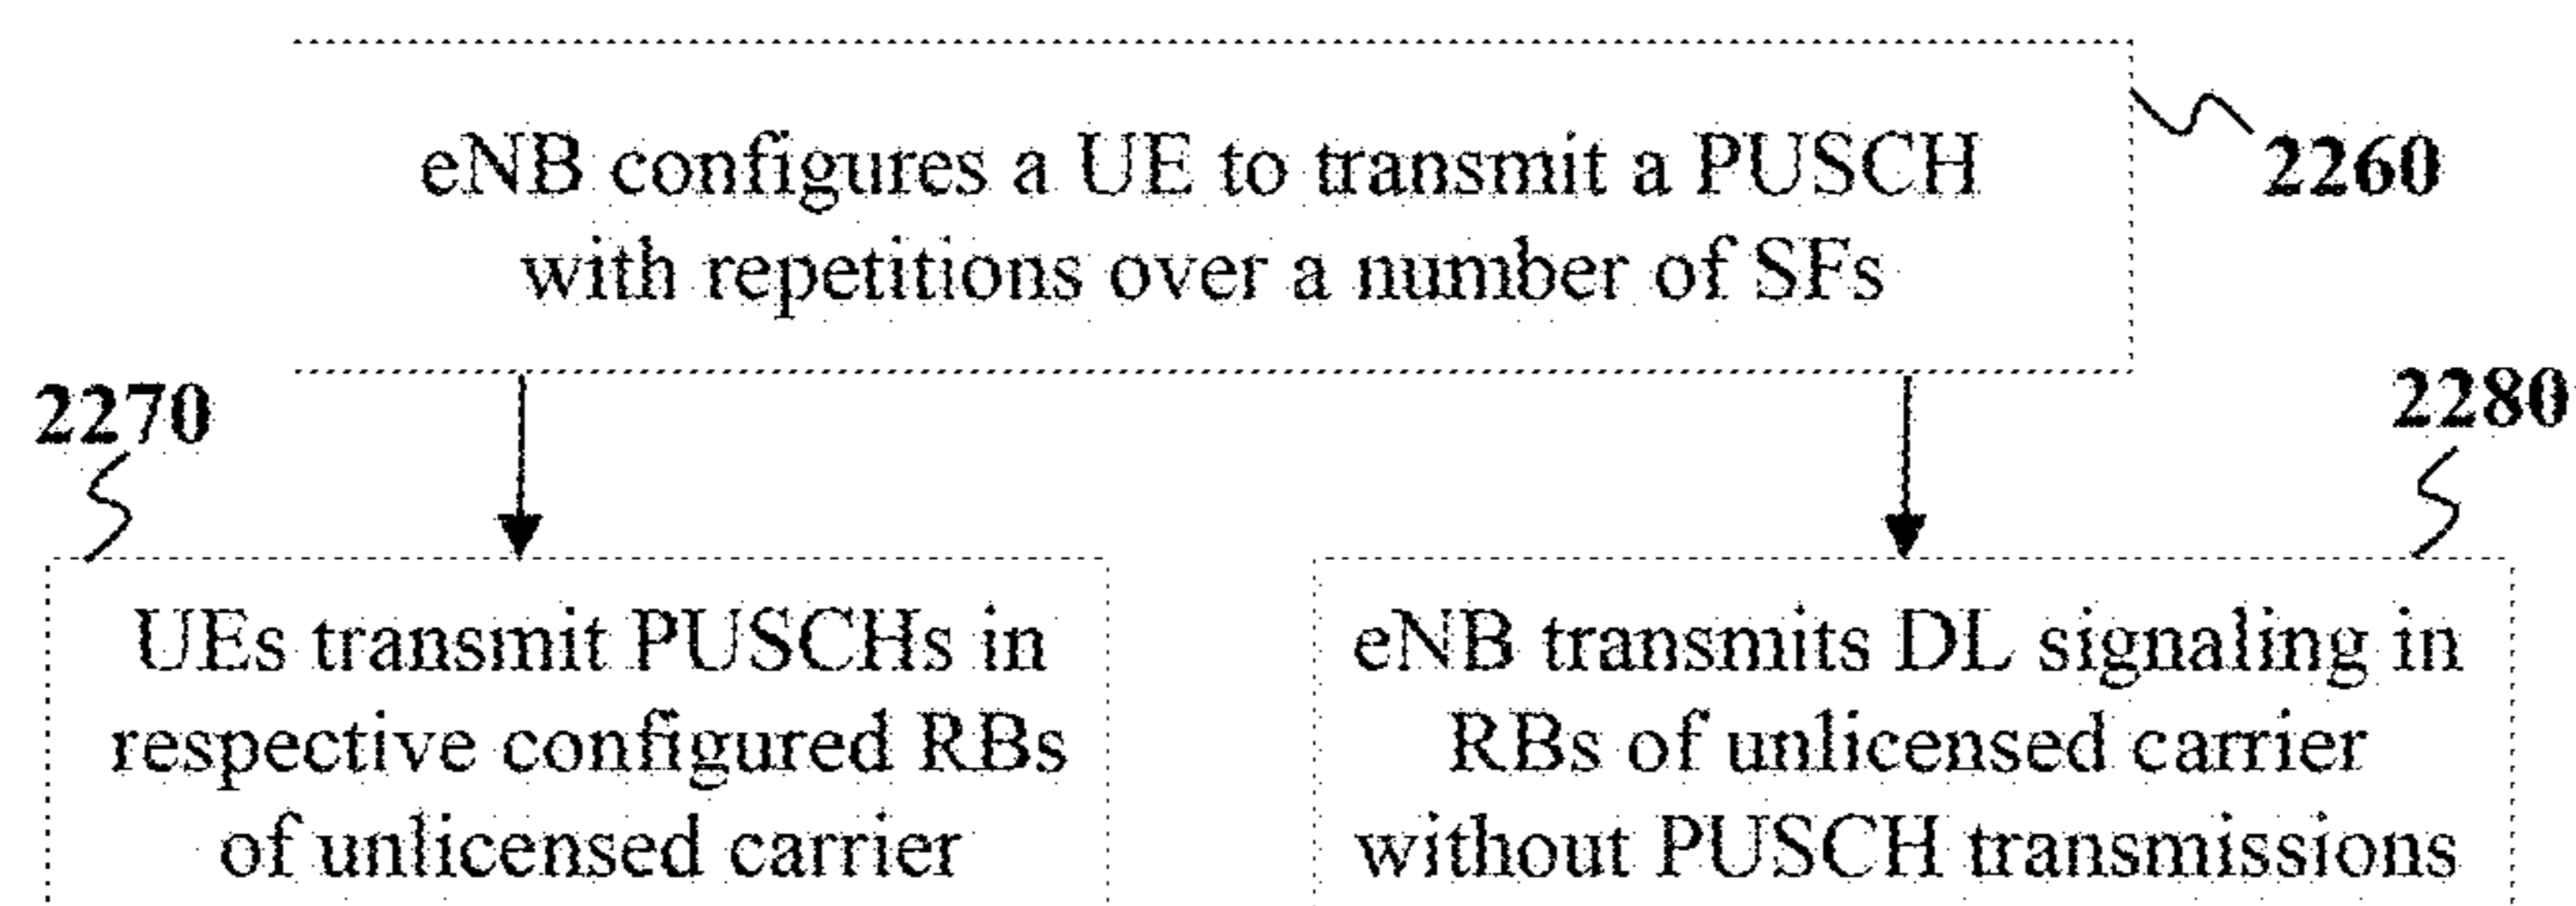 eNB configures a UE to transmit a PUSCH
2260
with repetitions over a number of SFs
2270
2280
UEs transmit PUSCHs in
respective configured RBs
of unlicensed carrier
eNB transmits DL signaling in
RBs of unlicensed carrier
without PUSCH transmissions